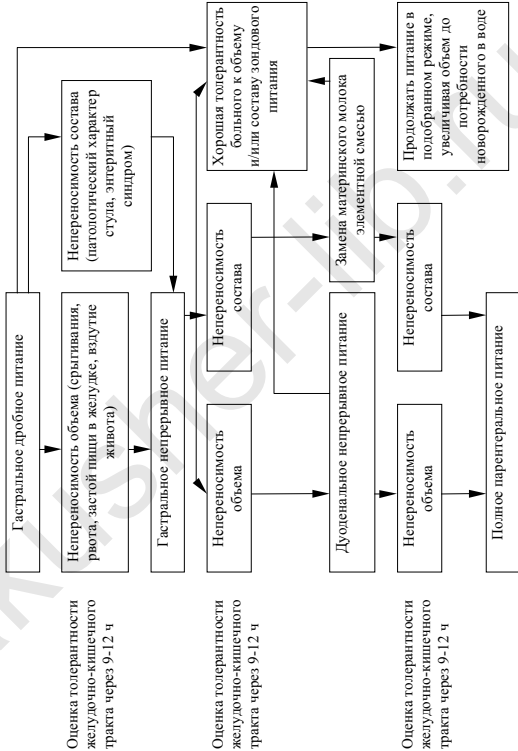 Гастральное дробное питание
Оценка толерантности
желудочно-кишечного
тракта через 9-12 ч
Непереносимость объема (срыгивания,
рвота, застой пищи в желудке, вздутие
живота)
Непереносимость состава
(патологический характер
стула, энтеритный
синдром)
Гастральное непрерывное питание
Оценка толерантности
желудочно-кишечного
тракта через 9-12 ч
Непереносимость
объема
Непереносимость
состава
Хорошая толерантность
больного к объему
и/или составу зондового
питания
Дуоденальное непрерывное питание
Замена материнского молока
элементной смесью
Оценка толерантности
желудочно-кишечного
тракта через 9-12 ч
Непереносимость
объема
Непереносимость
состава
Продолжать питание в
подобранном режиме,
увеличивая объем до
потребности
новорожденного в воде
Полное парентеральное питание
akusher-lib.ru